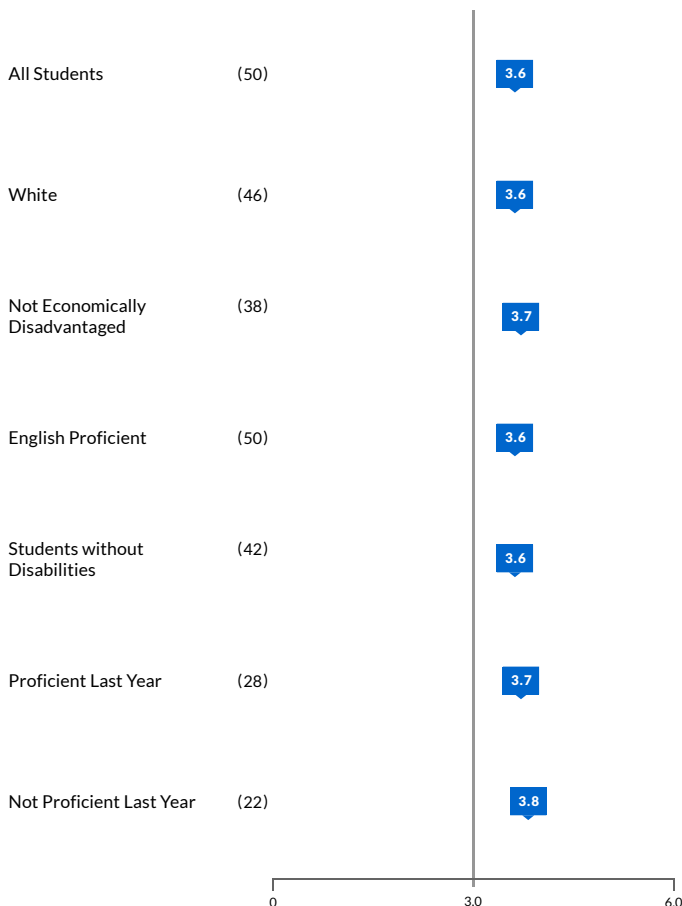 All Students (50) 3.6
White (46) 3.6
Not Economically (38)
Disadvantaged 3.7
English Proficient (50) 3.6
Students without (42)
Disabilities 3.6
Proficient Last Year (28) 3.7
Not Proficient Last Year (22) 3.8
0 3.0 6.0